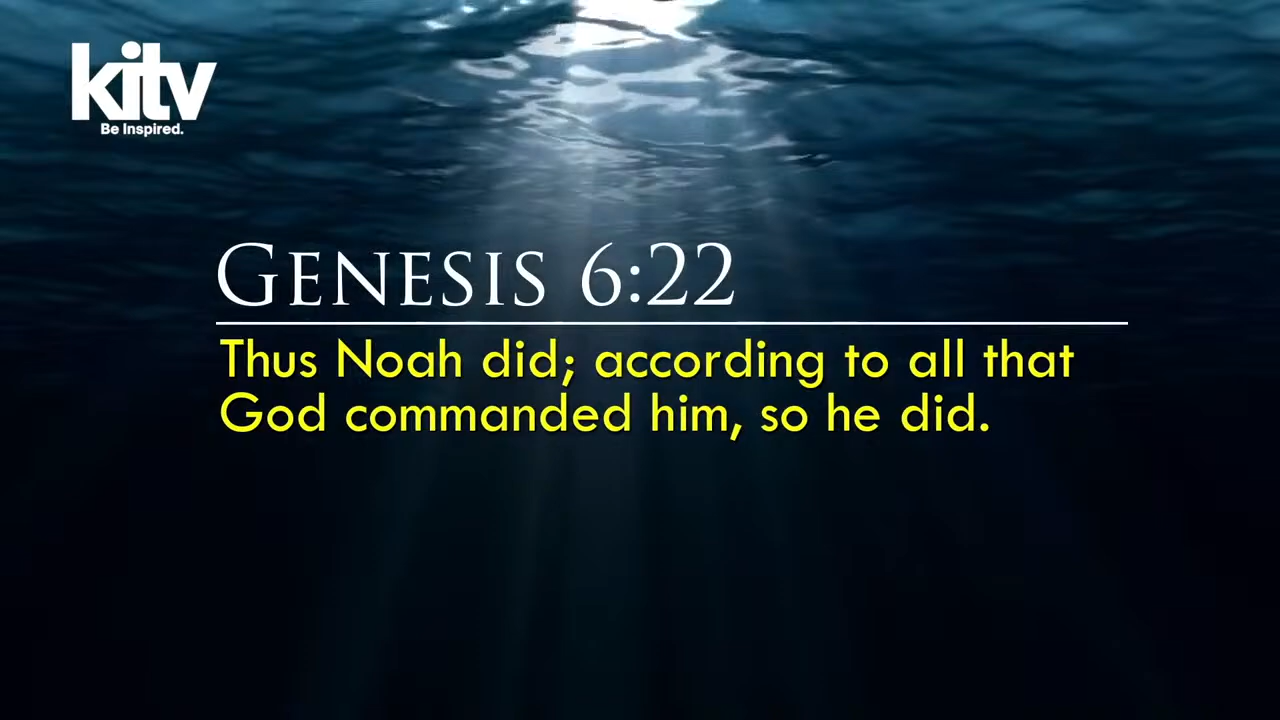 kitv
Be Inspired.
GENESIS 6:22
Thus Noah did; according to all that
God commanded him, so he did.